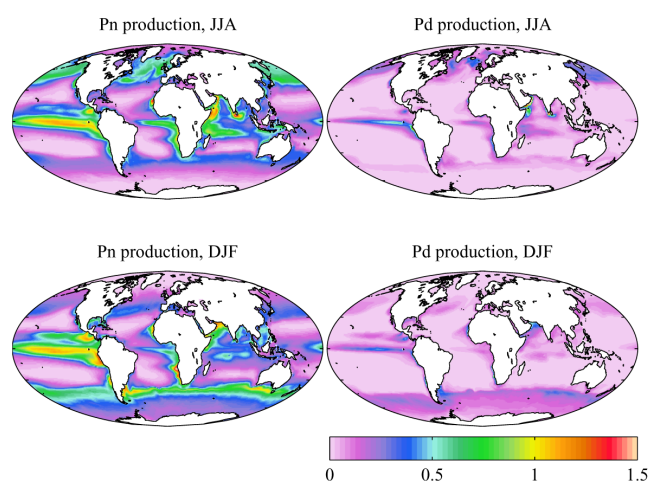 Pn production, JJA
Pd production, JJA
Pn production, DJF
Pd production, DJF
0 0.5 1 1.5